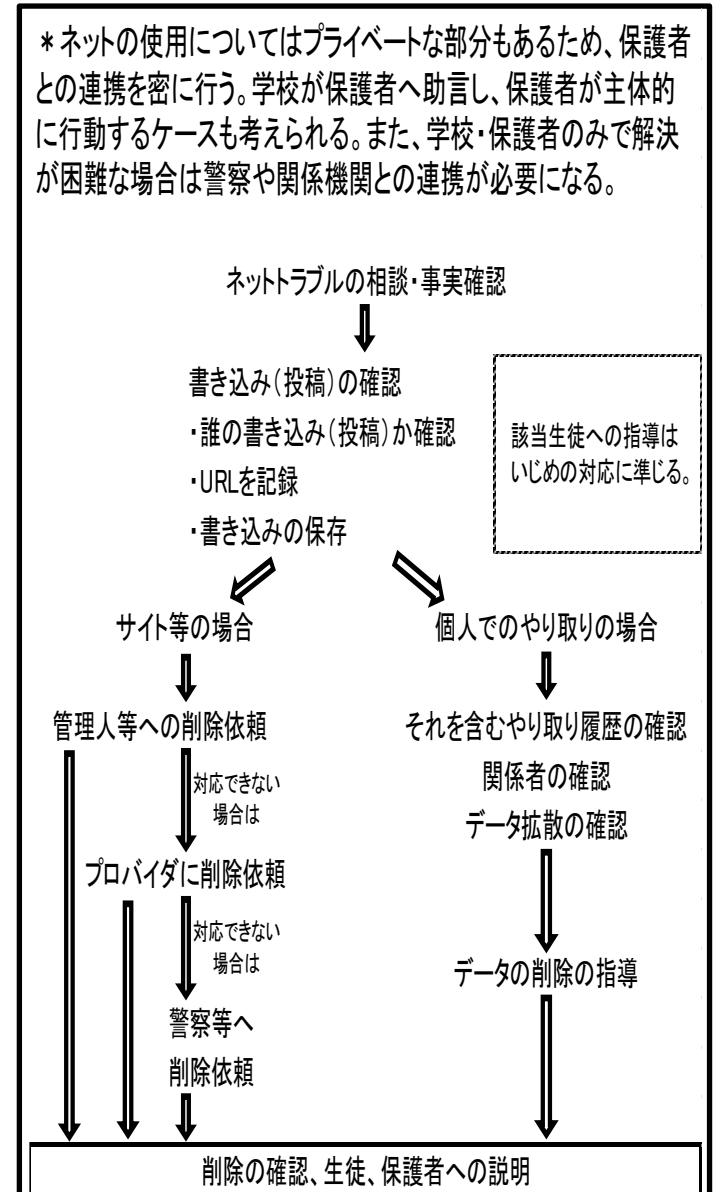 ＊ネットの使用についてはプライベートな部分もあるため、保護者
との連携を密に行う。学校が保護者へ助言し、保護者が主体的
に行動するケースも考えられる。また、学校・保護者のみで解決
が困難な場合は警察や関係機関との連携が必要になる。
ネットトラブルの相談・事実確認
書き込み（投稿）の確認
・誰の書き込み（投稿）か確認
・URLを記録
・書き込みの保存
該当生徒への指導は
いじめの対応に準じる。
サイト等の場合
管理人等への削除依頼
対応できない
場合は
プロバイダに削除依頼
対応できない
場合は
警察等へ
削除依頼
個人でのやり取りの場合
それを含むやり取り履歴の確認
関係者の確認
データ拡散の確認
データの削除の指導
削除の確認、生徒、保護者への説明